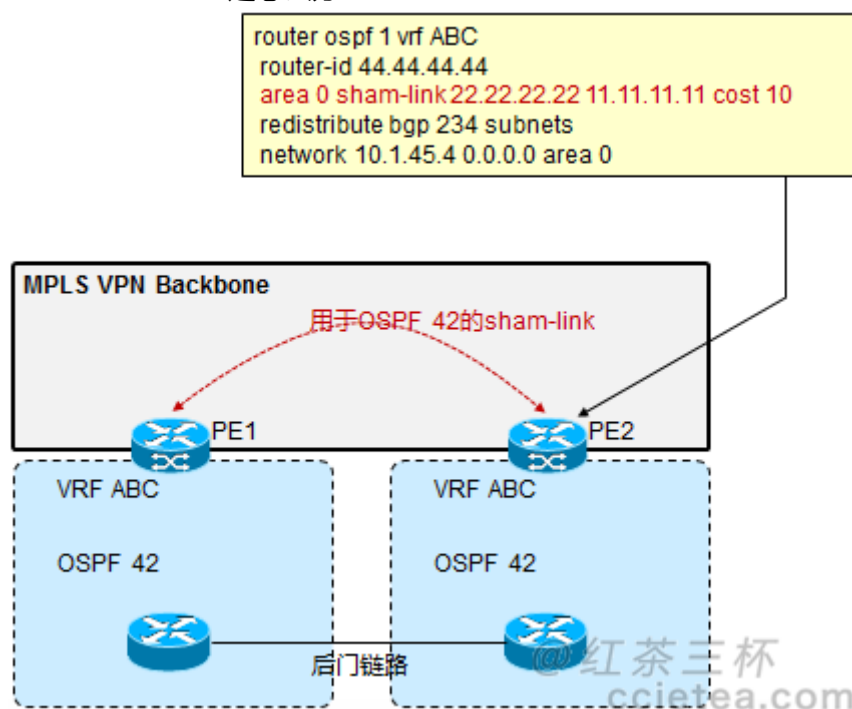 router ospf 1 vrf ABC
router-id 44.44.44.44
area 0 sham-link 22.22.22.22 11.11.11.11 cost 10
redistribute bgp 234 subnets
network 10.1.45.4 0.0.0.0 area 0
MPLS VPN Backbone
用于OSPF 42的sham-link
PE1
PE2
VRF ABC
VRF ABC
OSPF 42
OSPF 42
后门链路
@红茶三杯
ccietea.com